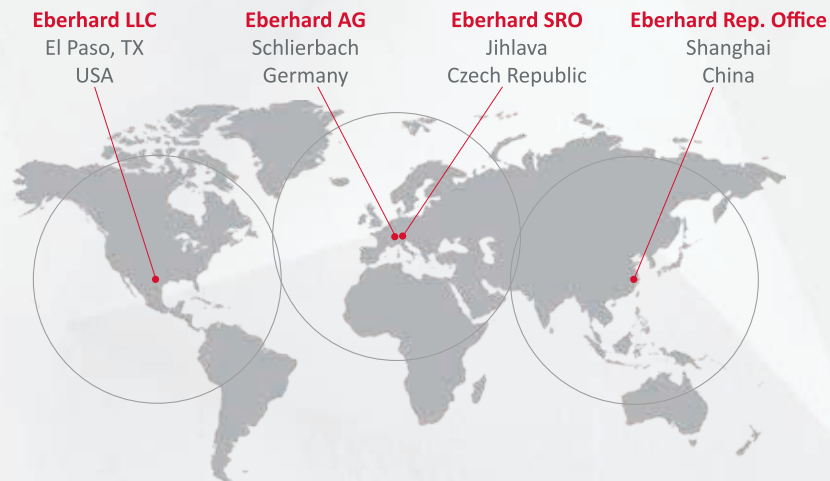 Eberhard LLC
El Paso, TX
USA
Eberhard AG
Schlierbach
Germany
Eberhard SRO
Jihlava
Czech Republic
Eberhard Rep. Office
Shanghai
China